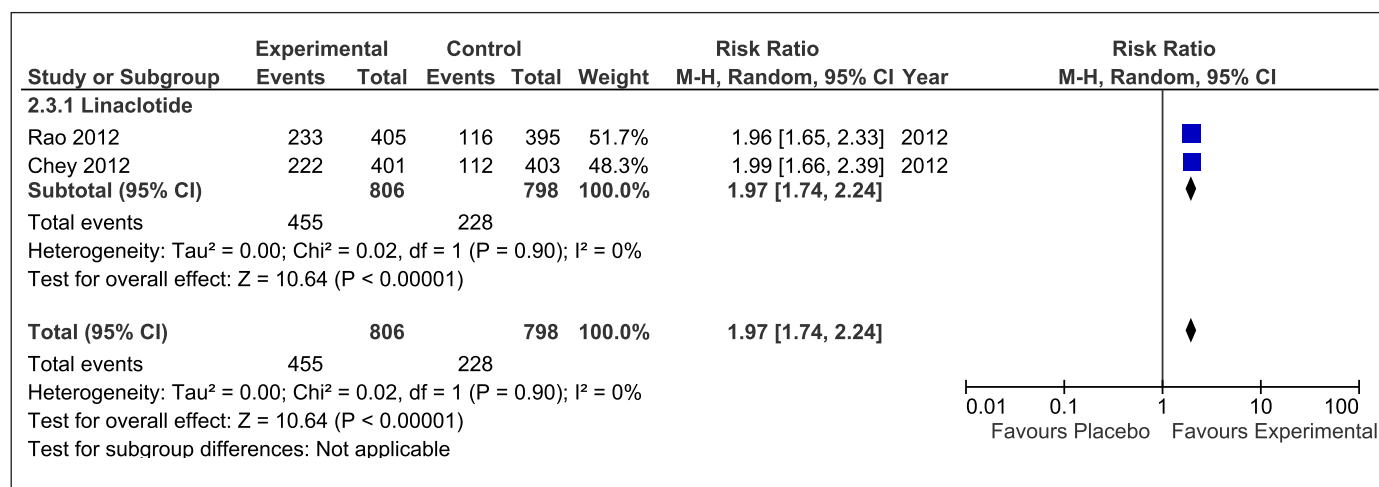 Experimental Control Risk Ratio Risk Ratio
Study or Subgroup Events Total Events Total Weight M-H, Random, 95% CI Year M-H, Random, 95% CI
2.3.1 Linaclotide
Rao 2012 233 405 116 395 51.7% 1.96 [1.65, 2.33] 2012
Chey 2012 222 401 112 403 48.3% 1.99 [1.66, 2.39] 2012
Subtotal (95% CI) 806 798 100.0% 1.97 [1.74, 2.24]
Total events 455 228
Heterogeneity: Tau² = 0.00; Chi² = 0.02, df = 1 (P = 0.90); I² = 0%
Test for overall effect: Z = 10.64 (P < 0.00001)
Total (95% CI) 806 798 100.0% 1.97 [1.74, 2.24]
Total events 455 228
Heterogeneity: Tau² = 0.00; Chi² = 0.02, df = 1 (P = 0.90); I² = 0%
Test for overall effect: Z = 10.64 (P < 0.00001)
Test for subgroup differences: Not applicable
0.01 0.1 1 10 100
Favours Placebo Favours Experimental